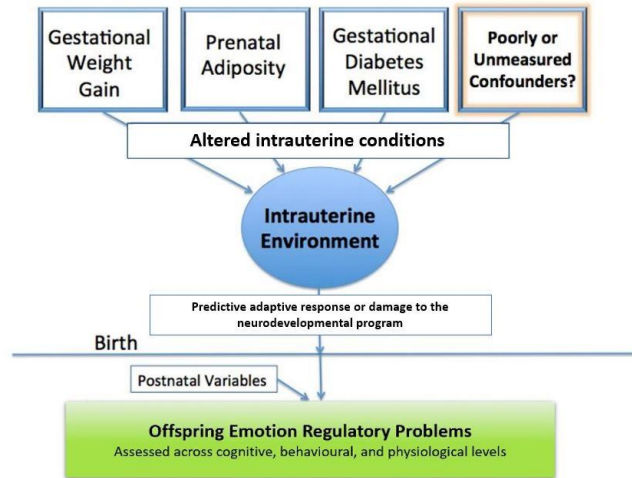 Gestational
Weight
Gain
Prenatal
Adiposity
Gestational
Diabetes
Mellitus
Poorly or
Unmeasured
Confounders?
Altered intrauterine conditions
Intrauterine
Environment
Predictive adaptive response or damage to the
neurodevelopmental program
Birth
Postnatal Variables
Offspring Emotion Regulatory Problems
Assessed across cognitive, behavioural, and physiological levels